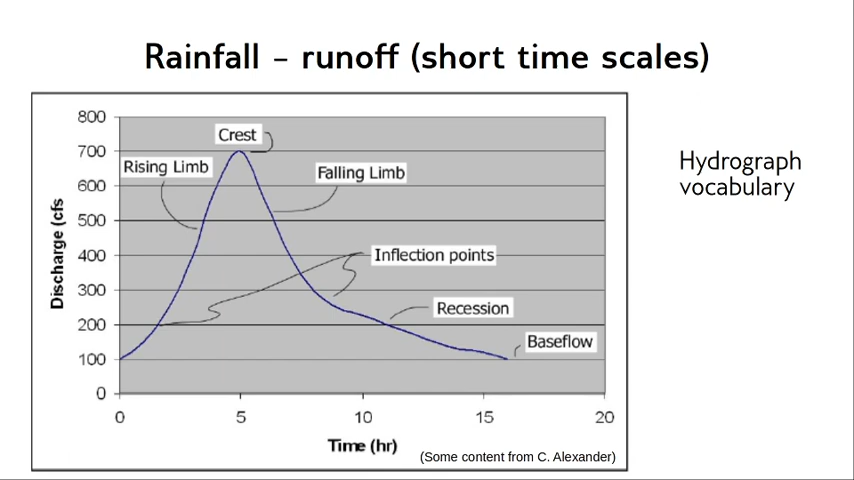 Rainfall – runoff (short time scales)
Hydrograph
vocabulary
800
700
600
500
400
300
200
100
0
Discharge (cfs
Crest
Rising Limb
Falling Limb
Inflection points
Recession
Baseflow
0 5 10 15 20
Time (hr)
(Some content from C. Alexander)